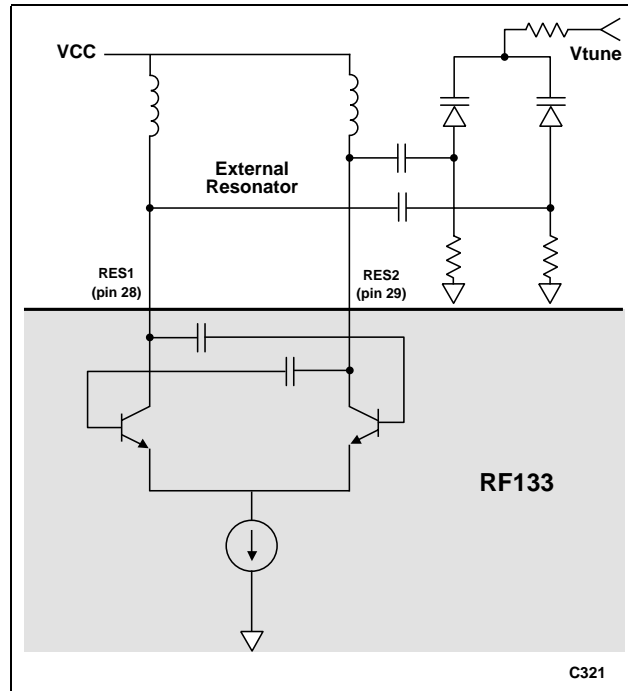 VCC
Vtune
External
Resonator
RES1
(pin 28)
RES2
(pin 29)
RF133
C321